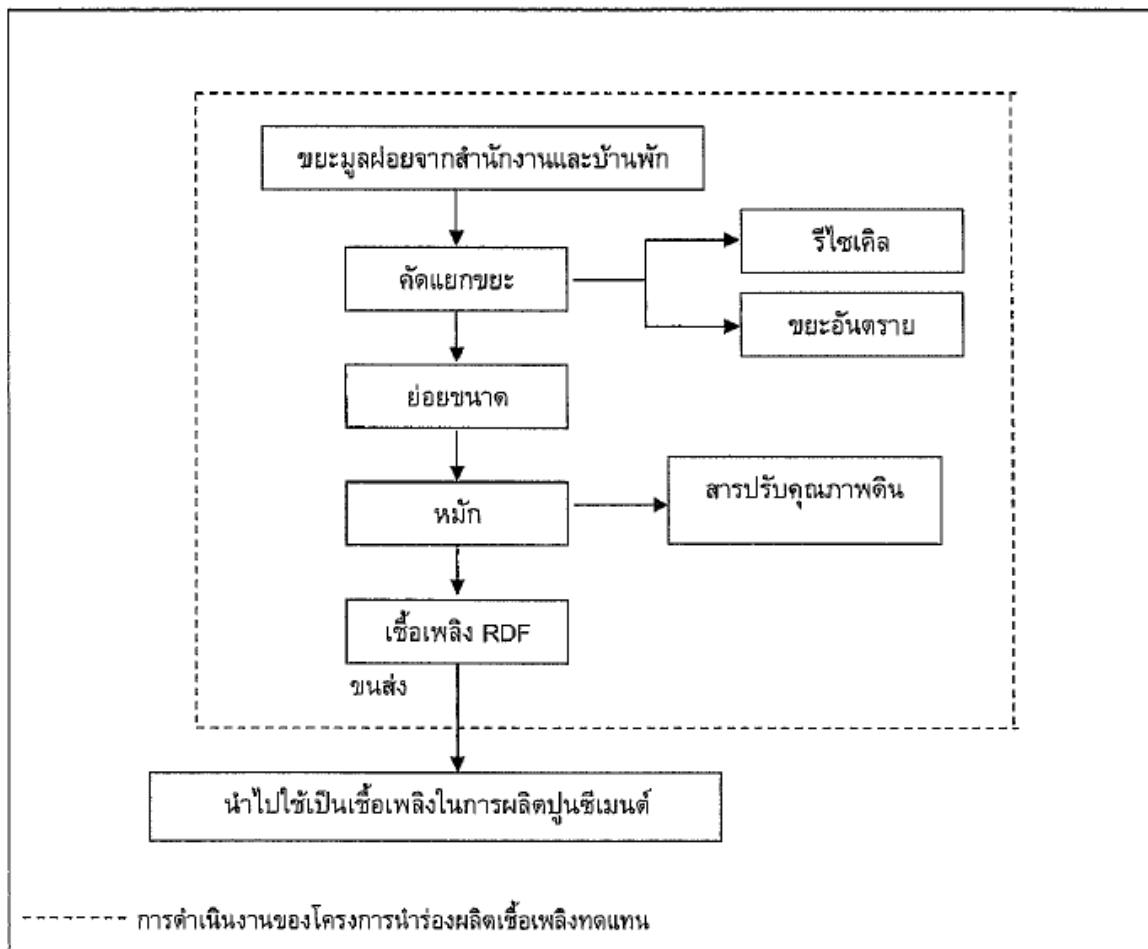 ขยะมูลฝอยจากสำนักงานและบ้านพัก
คัดแยกขยะ
รีไซเคิล
ขยะอันตราย
ย่อยขนาด
หมัก
สารปรับคุณภาพดิน
เชื้อเพลิง RDF
ขนส่ง
นำไปใช้เป็นเชื้อเพลิงในการผลิตปูนซีเมนต์
การดำเนินงานของโครงการนำร่องผลิตเชื้อเพลิงทดแทน